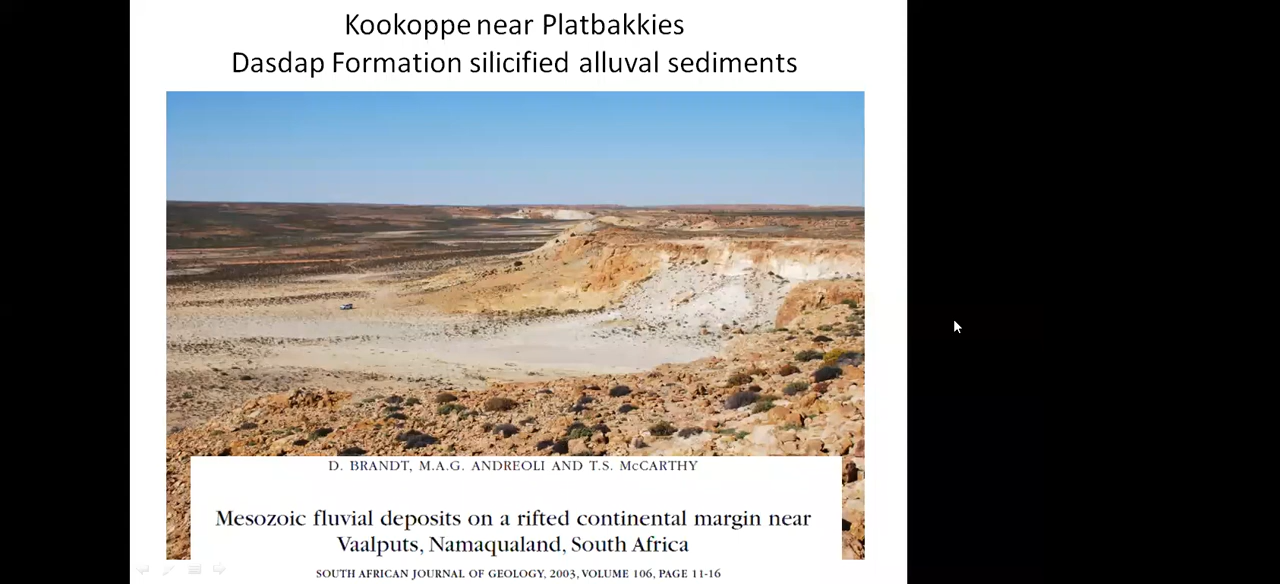 Kookoppe near Platbakkies
Dasdap Formation silicified alluval sediments
D. BRANDT, M.A.G. ANDREOLI AND T.S. McCARTHY
Mesozoic fluvial deposits on a rifted continental margin near
Vaalputs, Namaqualand, South Africa
SOUTH AFRICAN JOURNAL OF GEOLOGY, 2003, VOLUME 106, PAGE 11-16